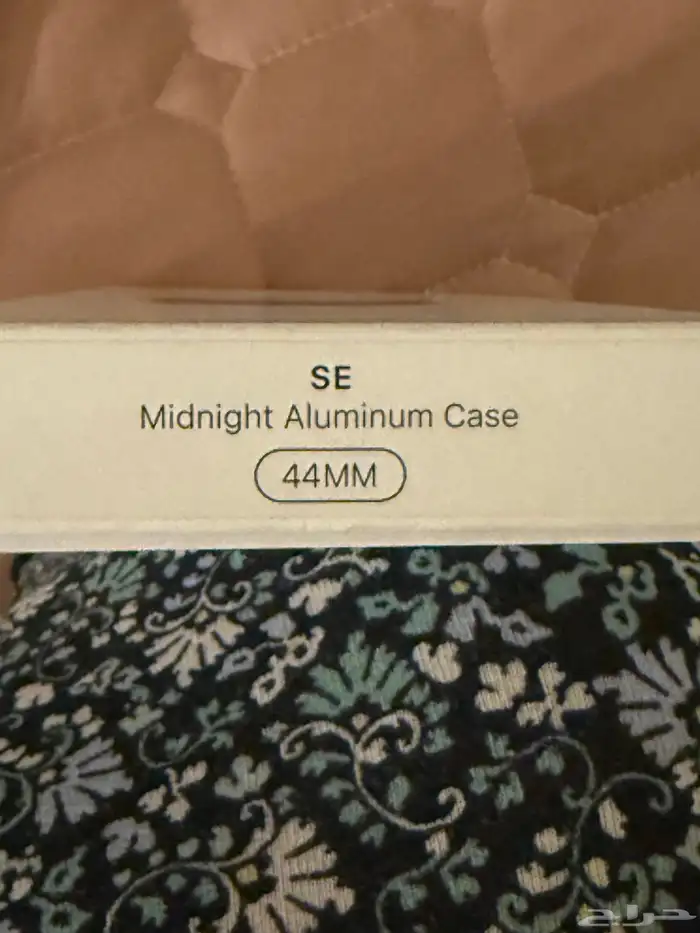 SE
Midnight Aluminum Case
44MM
حراج